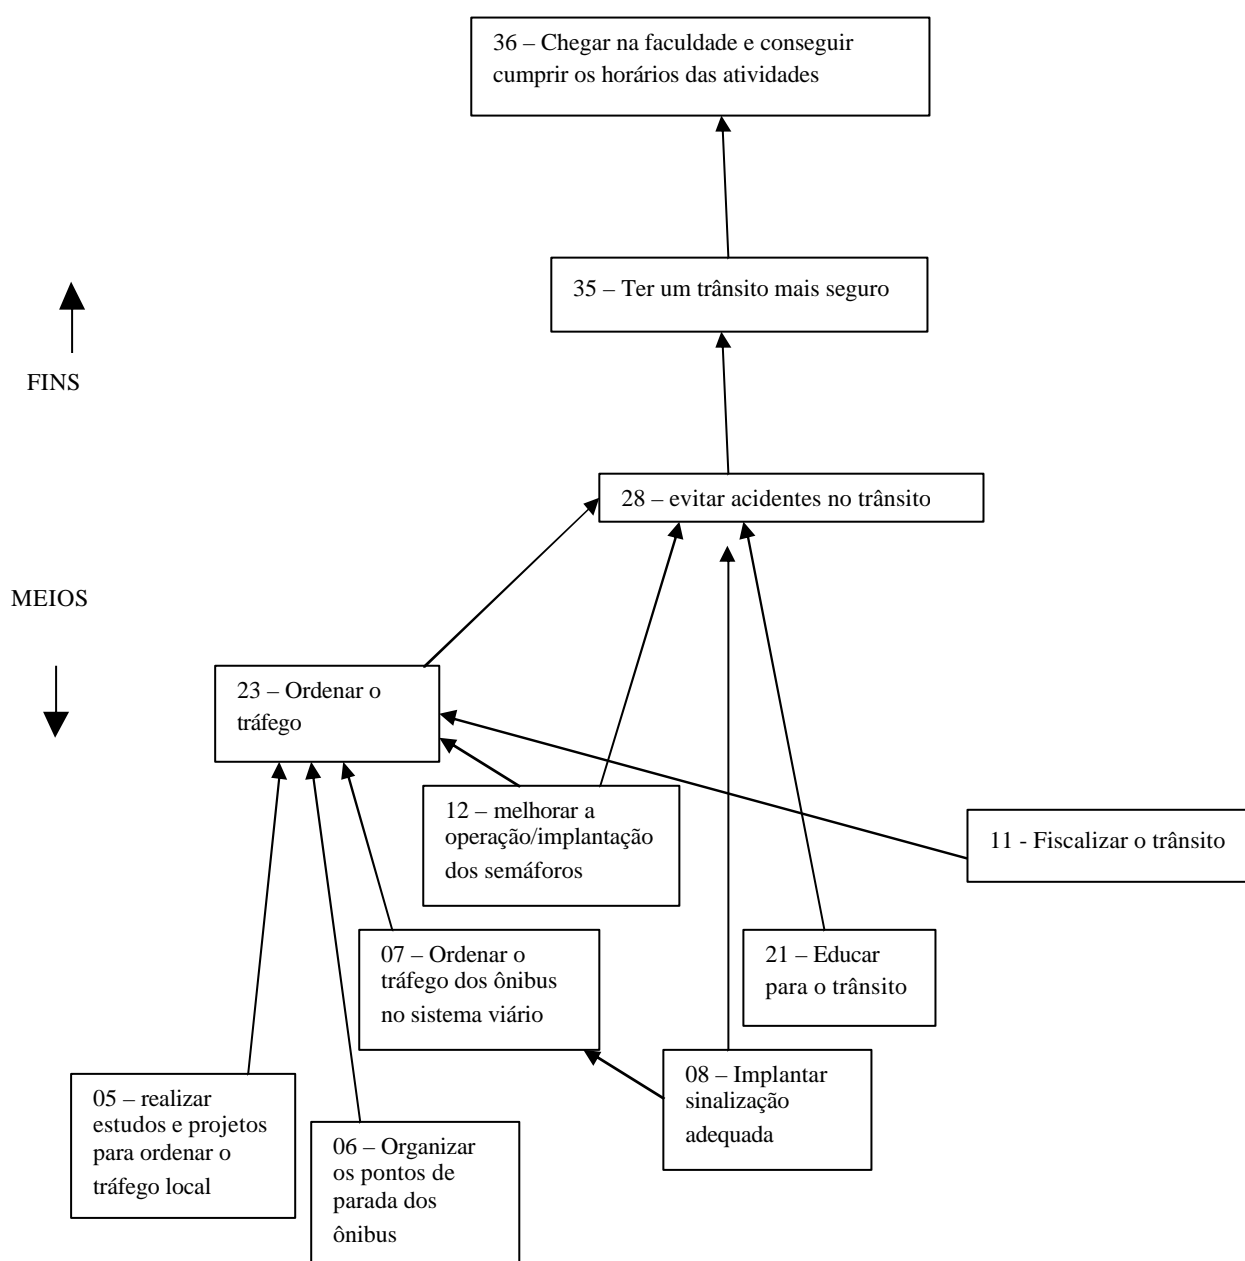 36 – Chegar na faculdade e conseguir
cumprir os horários das atividades
35 – Ter um trânsito mais seguro
FINS
28 – evitar acidentes no trânsito
MEIOS
23 – Ordenar o
tráfego
12 – melhorar a
operação/implantação
dos semáforos
11 - Fiscalizar o trânsito
07 – Ordenar o
tráfego dos ônibus
no sistema viário
21 – Educar
para o trânsito
08 – Implantar
sinalização
adequada
05 – realizar
estudos e projetos
para ordenar o
tráfego local
06 – Organizar
os pontos de
parada dos
ônibus